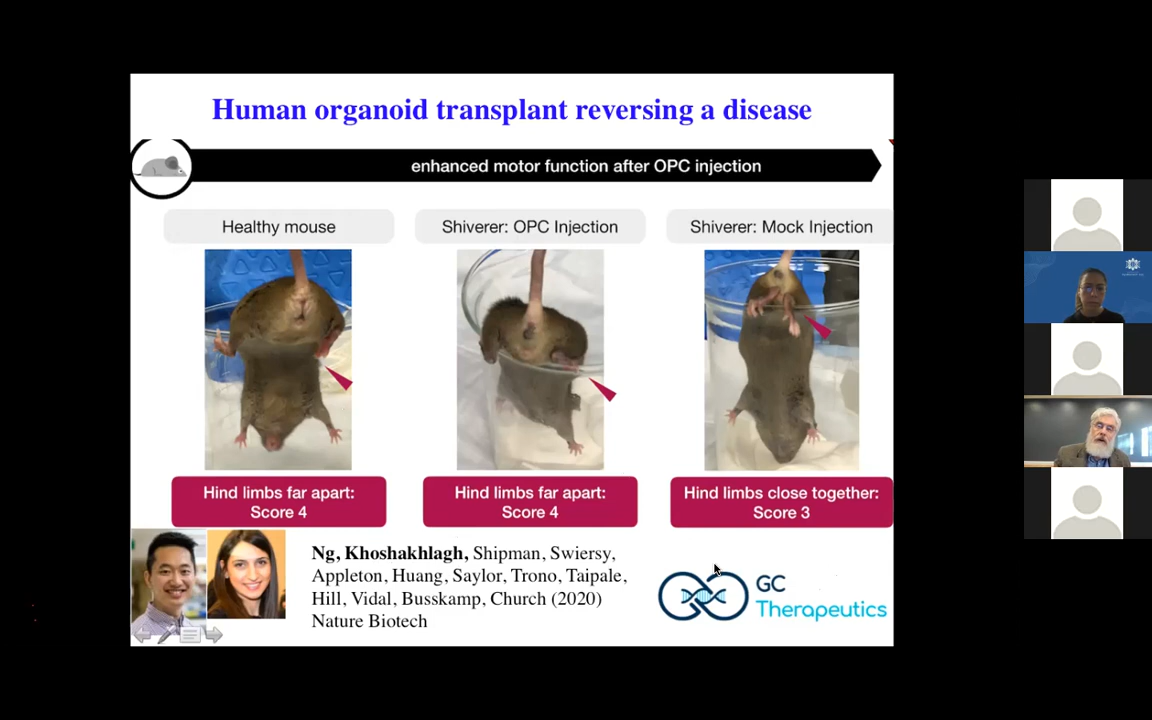 Human organoid transplant reversing a disease
enhanced motor function after OPC injection
Healthy mouse
Shiverer: OPC Injection
Shiverer: Mock Injection
Hind limbs far apart:
Score 4
Hind limbs far apart:
Score 4
Hind limbs close together:
Score 3
Ng, Khoshakhlagh, Shipman, Swiersy,
Appleton, Huang, Saylor, Trono, Taipale,
Hill, Vidal, Busskamp, Church (2020)
Nature Biotech
GC
Therapeutics